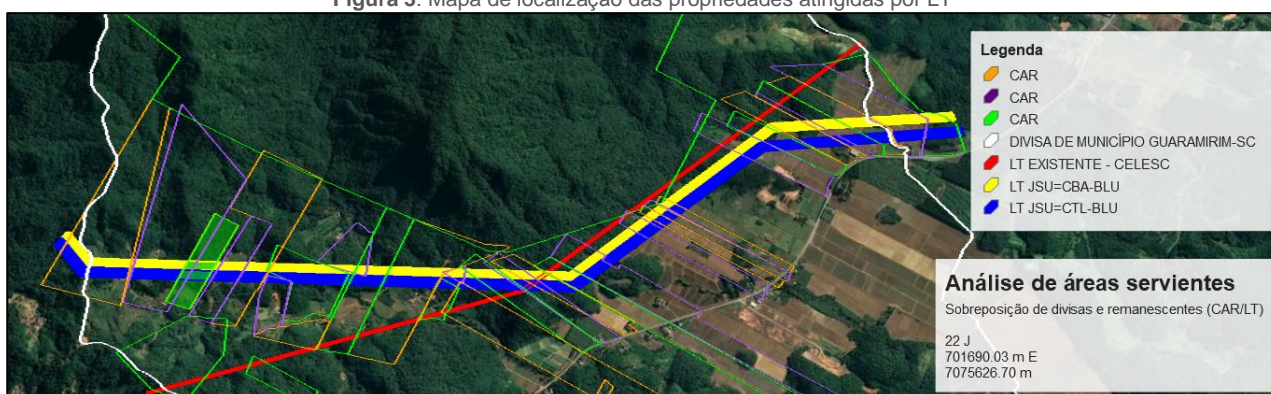 Figura 3. Mapa de localização das propriedades atingidas por LT
Legenda
CAR
CAR
CAR
DIVISA DE MUNICÍPIO GUARAMIRIM-SC
LT EXISTENTE - CELESC
LT JSU=CBA-BLU
LT JSU=CTL-BLU
Análise de áreas servientes
Sobreposição de divisas e remanescentes (CAR/LT)
22 J
701690.03 m E
7075626.70 m